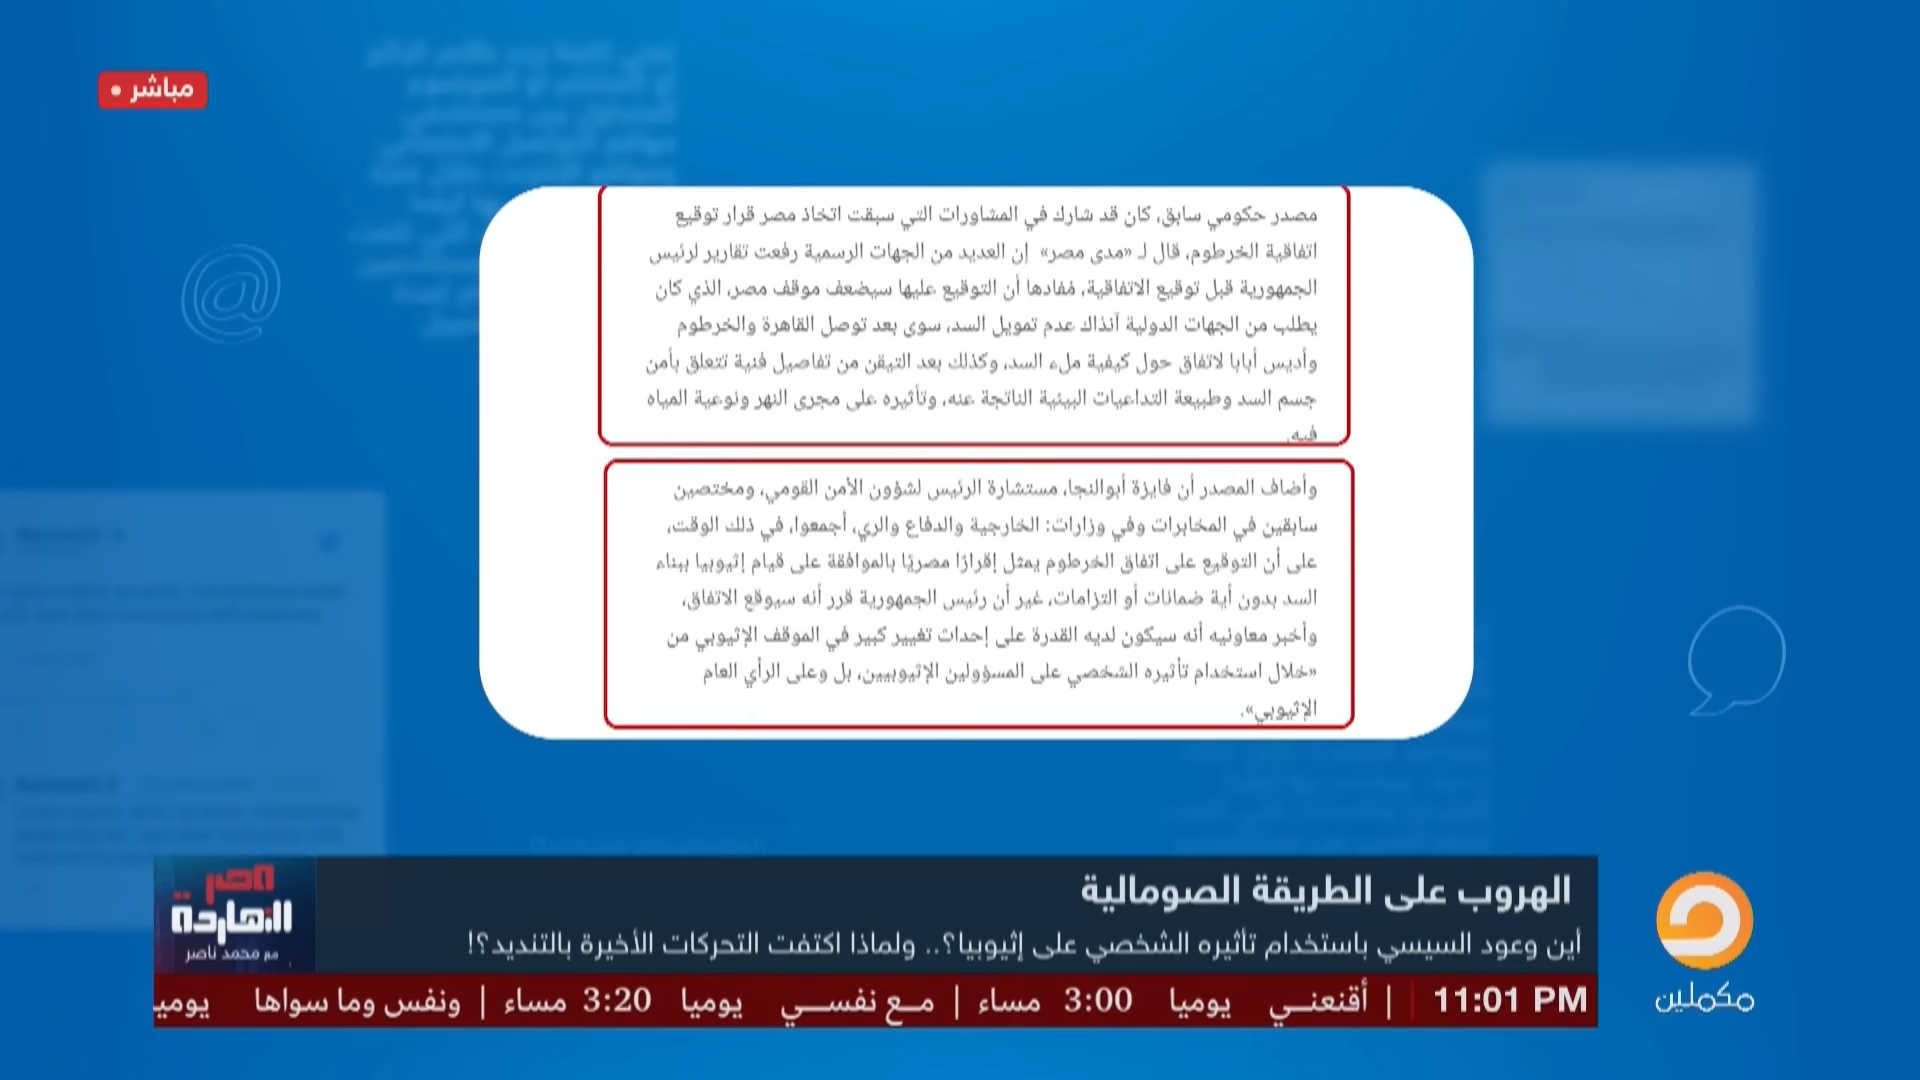 مباشر
مصدر حكومي سابق، كان قد شارك في المشاورات التي سبقت اتخاذ مصر قرار توقيع
اتفاقية الخرطوم، قال لـ «مدى مصر» إن العديد من الجهات الرسمية رفعت تقارير لرئيس
الجمهورية قبل توقيع الاتفاقية، مُفادها أن التوقيع عليها سيضعف موقف مصر، الذي كان
يطلب من الجهات الدولية آنذاك عدم تمويل السد، سوى بعد توصل القاهرة والخرطوم
وأديس أبابا لاتفاق حول كيفية ملء السد، وكذلك بعد التيقن من تفاصيل فنية تتعلق بأمن
جسم السد وطبيعة التداعيات البيئية الناتجة عنه، وتأثيره على مجرى النهر ونوعية المياه
فيه.
وأضاف المصدر أن فايزة أبوالنجا، مستشارة الرئيس لشؤون الأمن القومي، ومختصين
سابقين في المخابرات وفي وزارات: الخارجية والدفاع والري، أجمعوا، في ذلك الوقت،
على أن التوقيع على اتفاق الخرطوم يمثل إقرارًا مصريًا بالموافقة على قيام إثيوبيا ببناء
السد بدون أية ضمانات أو التزامات، غير أن رئيس الجمهورية قرر أنه سيوقع الاتفاق،
وأخبر معاونيه أنه سيكون لديه القدرة على إحداث تغيير كبير في الموقف الإثيوبي من
«خلال استخدام تأثيره الشخصي على المسؤولين الإثيوبيين، بل وعلى الرأي العام
الإثيوبي».
الهروب على الطريقة الصومالية
أين وعود السيسي باستخدام تأثيره الشخصي على إثيوبيا؟.. ولماذا اكتفت التحركات الأخيرة بالتنديد؟!
مصر
النهاردة
مع محمد ناصر
11:01 PM | أقنعنــي يوميا 3:00 مساء | مــع نفســـي يوميا 3:20 مساء | ونفس وما سواها يوميـ
مكملين